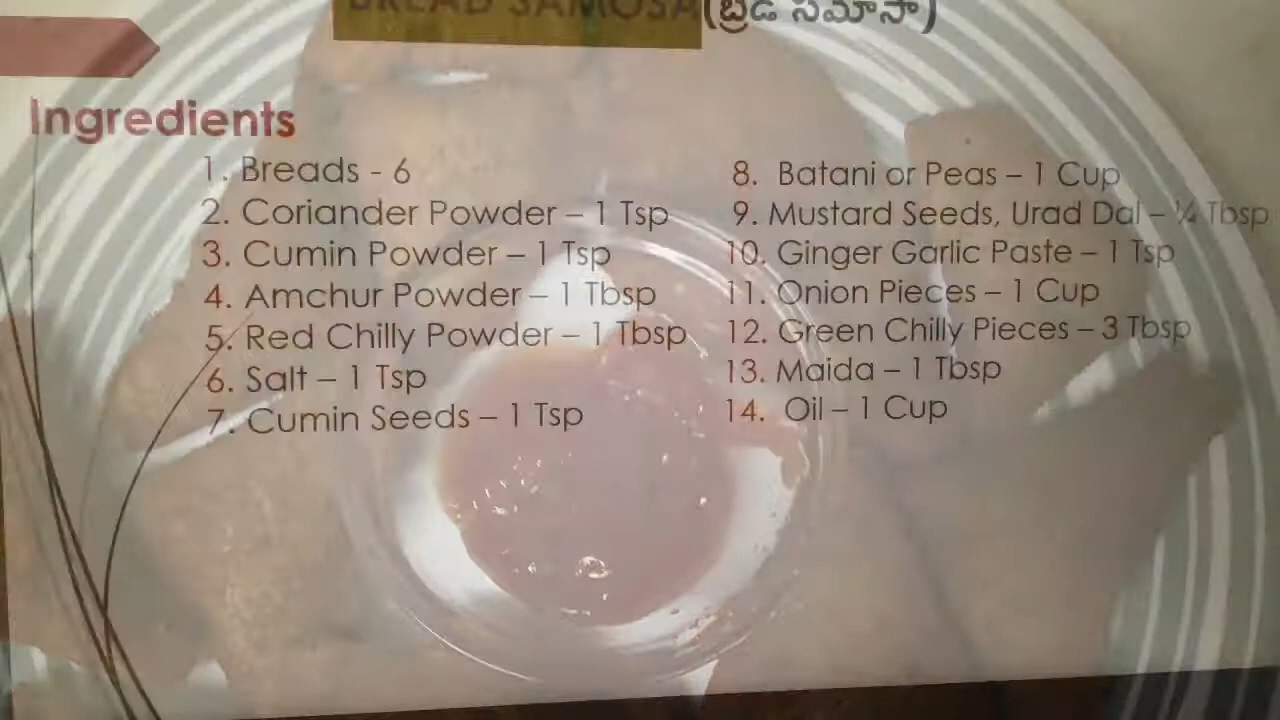 BREAD SAMOSA (బ్రెడ్ సమోసా)
Ingredients
1. Breads - 6
2. Coriander Powder – 1 Tsp
3. Cumin Powder – 1 Tsp
4. Amchur Powder – 1 Tbsp
5. Red Chilly Powder – 1 Tbsp
6. Salt – 1 Tsp
7. Cumin Seeds – 1 Tsp
8. Batani or Peas – 1 Cup
9. Mustard Seeds, Urad Dal – ¼ Tbsp
10. Ginger Garlic Paste – 1 Tsp
11. Onion Pieces – 1 Cup
12. Green Chilly Pieces – 3 Tbsp
13. Maida – 1 Tbsp
14. Oil – 1 Cup